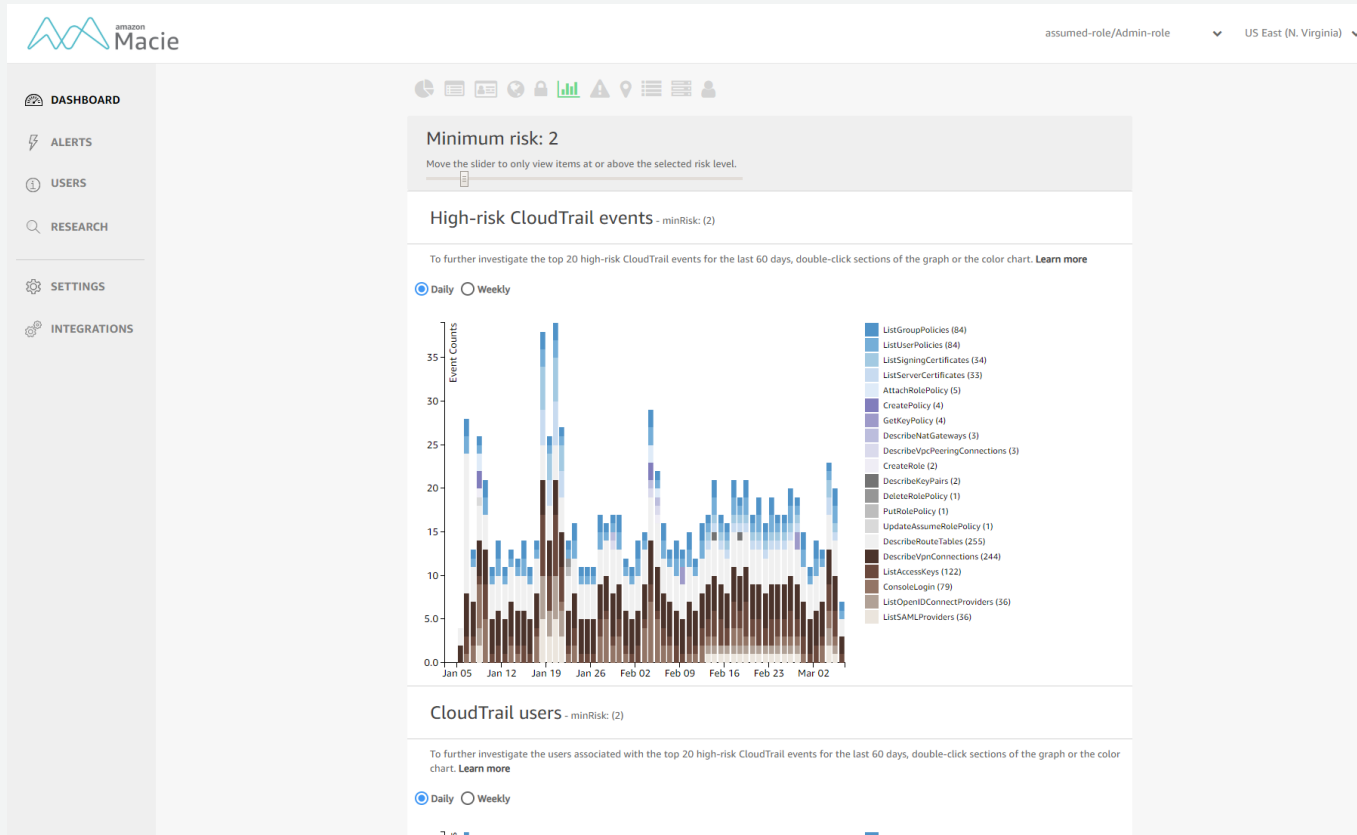 amazon
Macie
assumed-role/Admin-role
US East (N. Virginia)
DASHBOARD
ALERTS
USERS
RESEARCH
SETTINGS
INTEGRATIONS
Minimum risk: 2
Move the slider to only view items at or above the selected risk level.
High-risk CloudTrail events - minRisk: (2)
To further investigate the top 20 high-risk CloudTrail events for the last 60 days, double-click sections of the graph or the color chart. Learn more
Daily Weekly
Event Counts
35
30
25
20
15
10
5.0
0.0
Jan 05 Jan 12 Jan 19 Jan 26 Feb 02 Feb 09 Feb 16 Feb 23 Mar 02
ListGroupPolicies (84)
ListUserPolicies (84)
ListSigningCertificates (34)
ListServerCertificates (33)
AttachRolePolicy (5)
CreatePolicy (4)
GetKeyPolicy (4)
DescribeNatGateways (3)
DescribeVpcPeeringConnections (3)
CreateRole (2)
DescribeKeyPairs (2)
DeleteRolePolicy (1)
PutRolePolicy (1)
UpdateAssumeRolePolicy (1)
DescribeRouteTables (255)
DescribeVpnConnections (244)
ListAccessKeys (122)
ConsoleLogin (79)
ListOpenIDConnectProviders (36)
ListSAMLProviders (36)
CloudTrail users - minRisk: (2)
To further investigate the users associated with the top 20 high-risk CloudTrail events for the last 60 days, double-click sections of the graph or the color
chart. Learn more
Daily Weekly